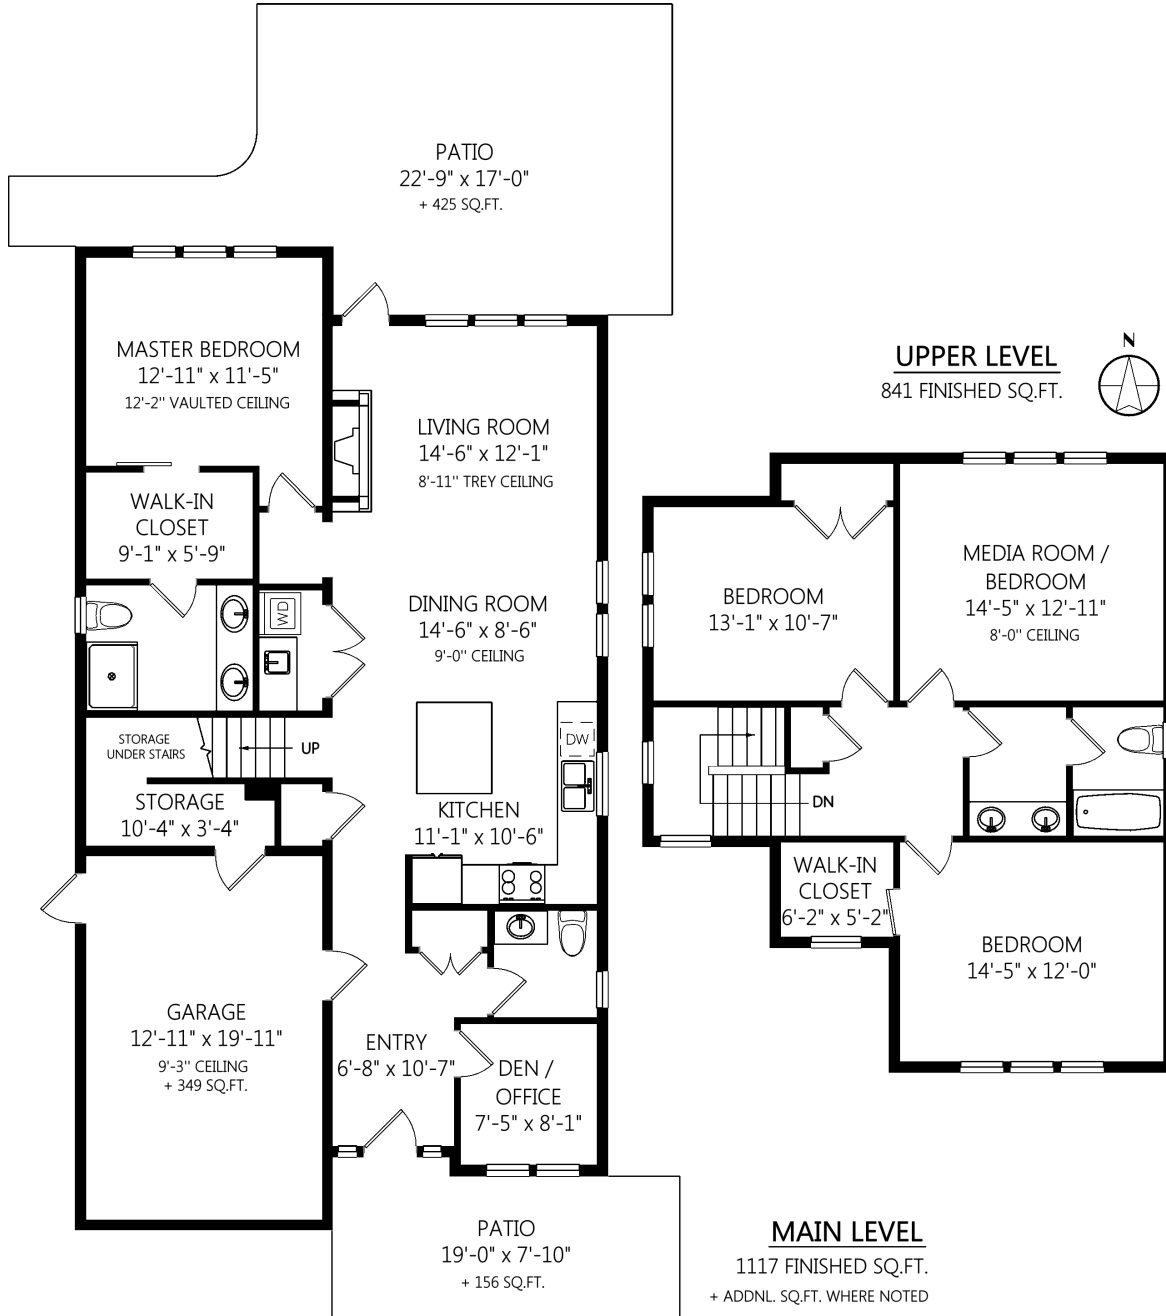 PATIO
22'-9" x 17'-0"
+ 425 SQ.FT.
MASTER BEDROOM
12'-11" x 11'-5"
12'-2" VAULTED CEILING
LIVING ROOM
14'-6" x 12'-1"
8'-11" TREY CEILING
WALK-IN
CLOSET
9'-1" x 5'-9"
WD
DINING ROOM
14'-6" x 8'-6"
9'-0" CEILING
STORAGE
UNDER STAIRS
UP
DW
STORAGE
10'-4" x 3'-4"
KITCHEN
11'-1" x 10'-6"
GARAGE
12'-11" x 19'-11"
9'-3" CEILING
+ 349 SQ.FT.
ENTRY
6'-8" x 10'-7"
DEN /
OFFICE
7'-5" x 8'-1"
PATIO
19'-0" x 7'-10"
+ 156 SQ.FT.
MAIN LEVEL
1117 FINISHED SQ.FT.
+ ADDNL. SQ.FT. WHERE NOTED
UPPER LEVEL
841 FINISHED SQ.FT.
N
BEDROOM
13'-1" x 10'-7"
MEDIA ROOM /
BEDROOM
14'-5" x 12'-11"
8'-0" CEILING
DN
WALK-IN
CLOSET
6'-2" x 5'-2"
BEDROOM
14'-5" x 12'-0"